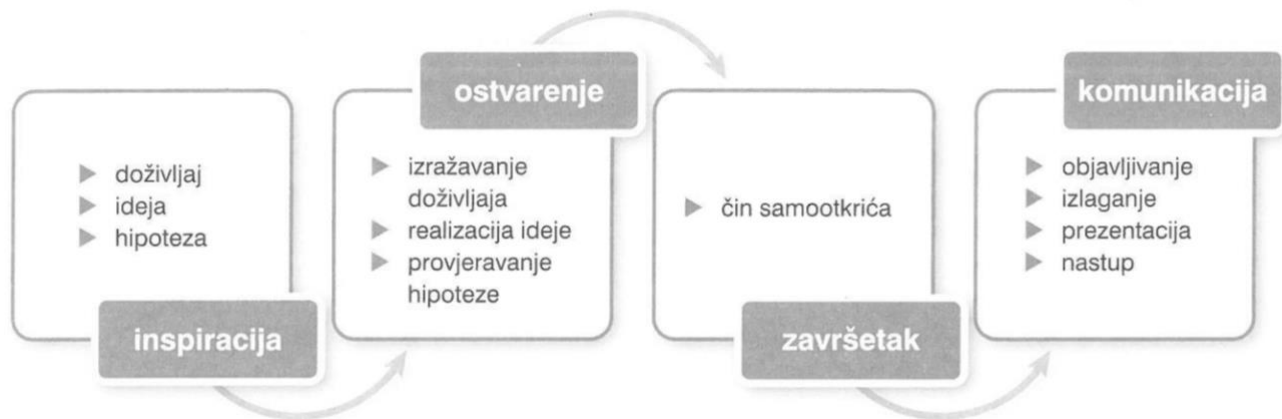 doživljaj
ideja
hipoteza
inspiracija
ostvarenje
izražavanje
doživljaja
realizacija ideje
provjeravanje
hipoteze
čin samootkrića
završetak
komunikacija
objavljivanje
izlaganje
prezentacija
nastup